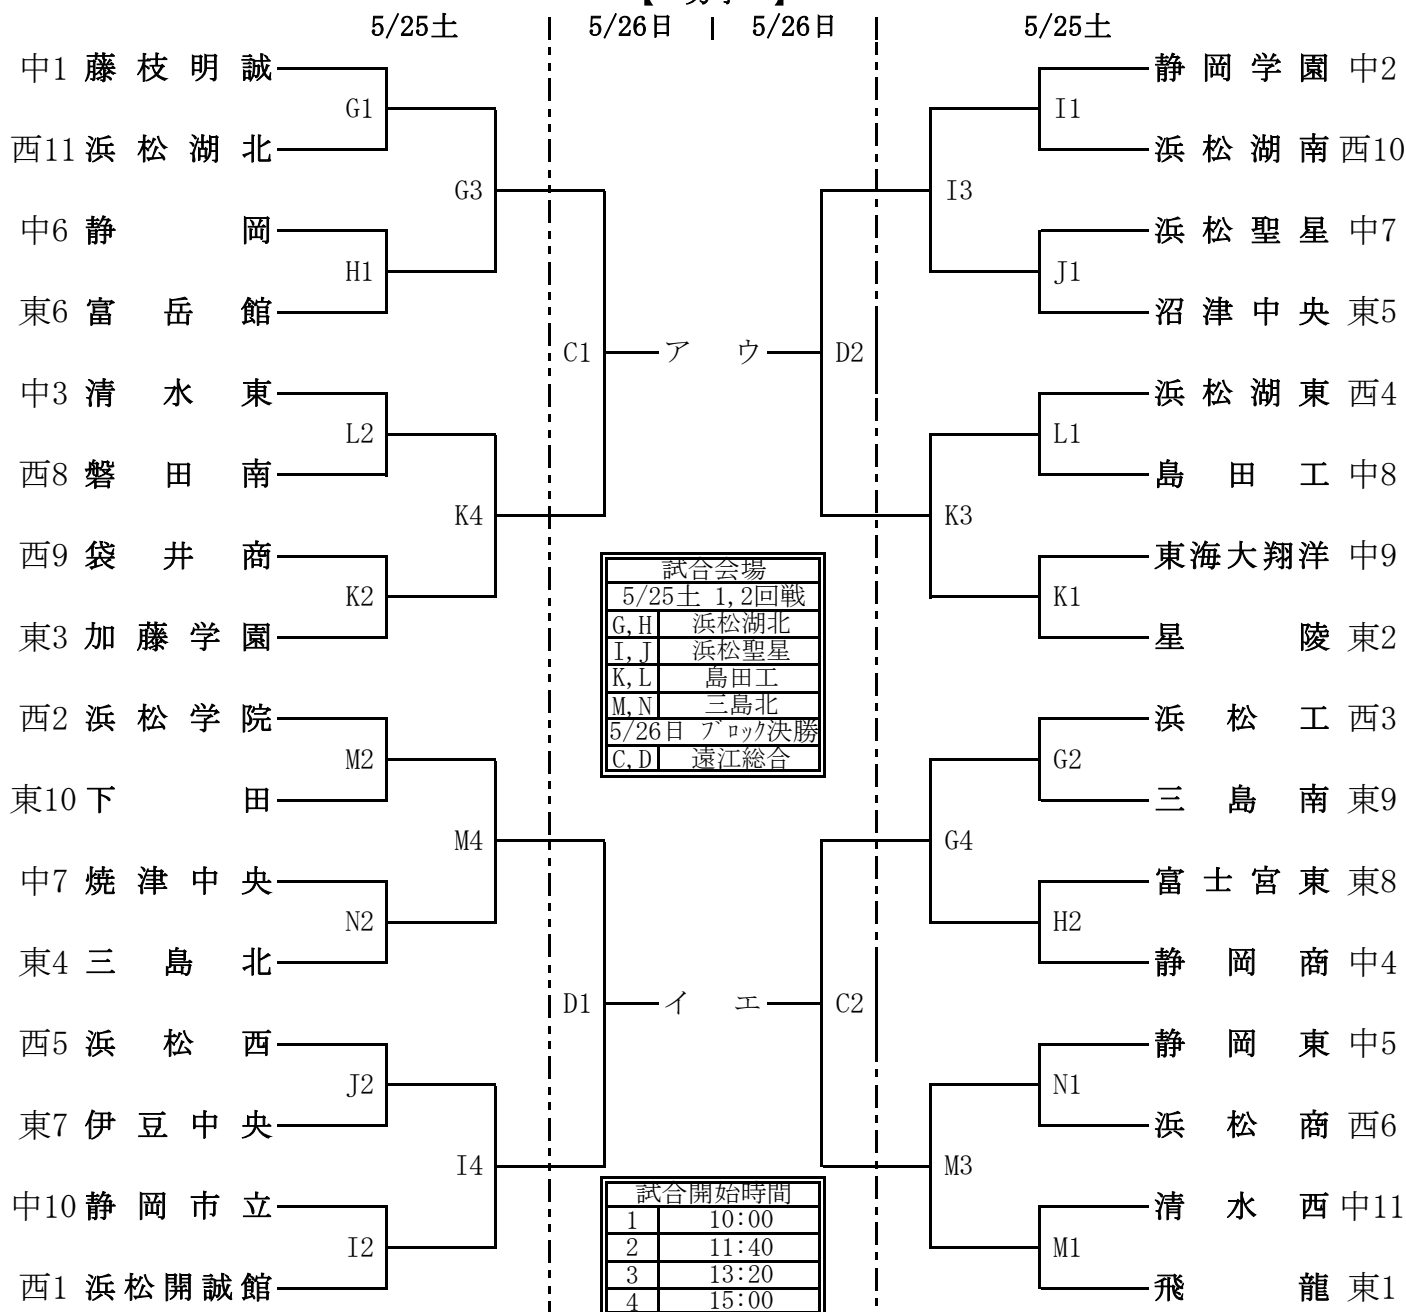 5/25土 5/26日 5/26日 5/25土
中1 藤枝明誠 静岡学園 中2
G1 I1
西11 浜松湖北 浜松湖南 西10
G3 I3
中6 静岡 浜松聖星 中7
H1 J1
東6 富岳館 沼津中央 東5
C1 ア ウ D2
中3 清水東 浜松湖東 西4
L2 L1
西8 磐田南 島田工 中8
K4 K3
西9 袋井商 東海大翔洋 中9
K2 K1
東3 加藤学園 星陵 東2
試合会場
5/25土 1,2回戦
G,H 浜松湖北
I,J 浜松聖星
K,L 島田工
M,N 三島北
5/26日 ブロック決勝
C,D 遠江総合
西2 浜松学院 浜松工 西3
M2 G2
東10 下田 三島南 東9
M4 G4
中7 焼津中央 富士宮東 東8
N2 H2
東4 三島北 静岡商 中4
D1 イ エ C2
西5 浜松西 静岡東 中5
J2 N1
東7 伊豆中央 浜松商 西6
I4 M3
中10 静岡市立 清水西 中11
I2 M1
西1 浜松開誠館 飛龍 東1
試合開始時間
1 10:00
2 11:40
3 13:20
4 15:00